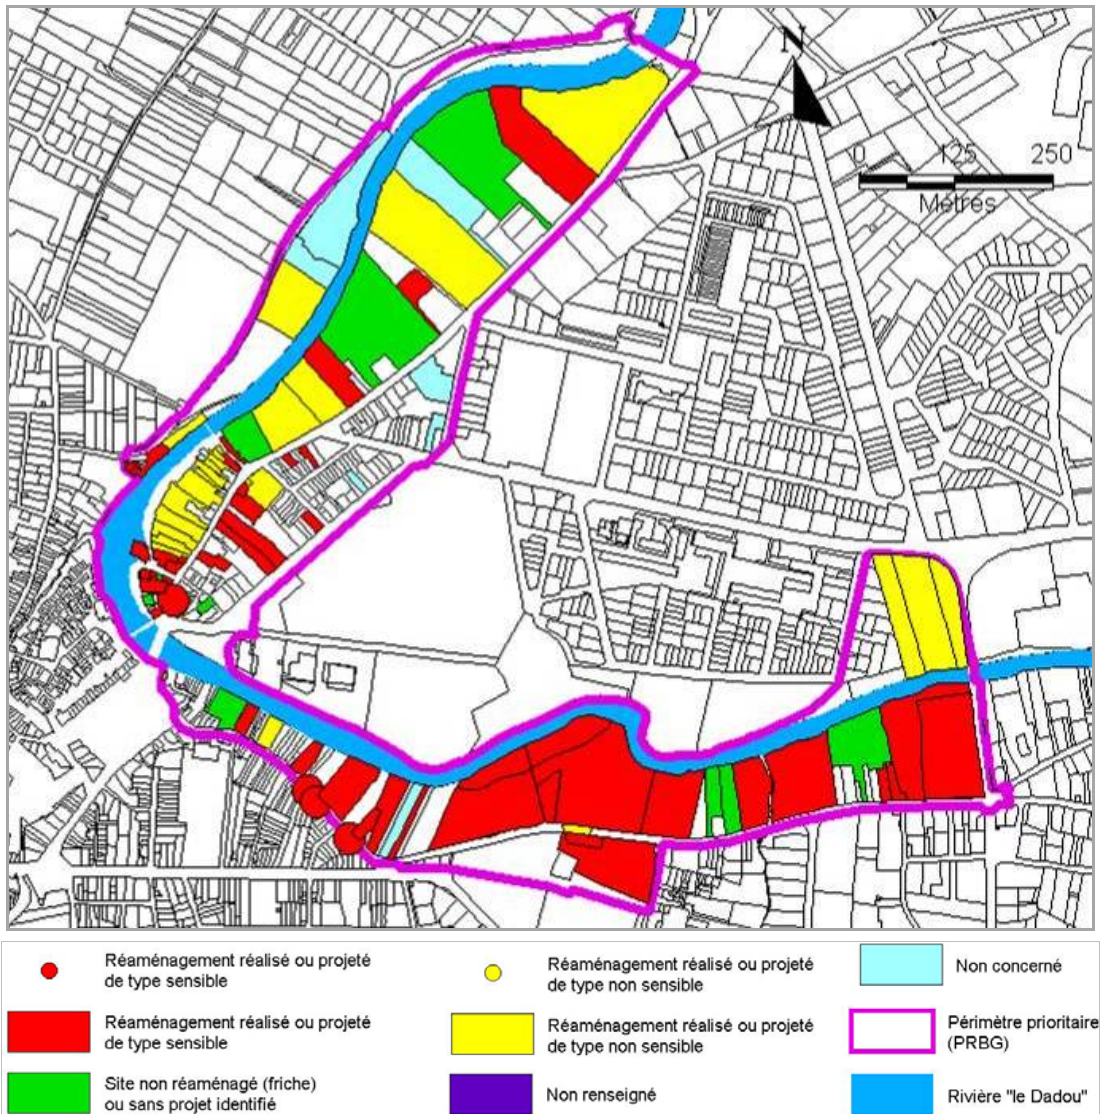 N
0 125 250
Métres
Réaménagement réalisé ou projeté
de type sensible
Réaménagement réalisé ou projeté
de type non sensible
Non concerné
Réaménagement réalisé ou projeté
de type sensible
Réaménagement réalisé ou projeté
de type non sensible
Périmètre prioritaire
(PRBG)
Site non réaménagé (friche)
ou sans projet identifié
Non renseigné
Rivière "le Dadou"